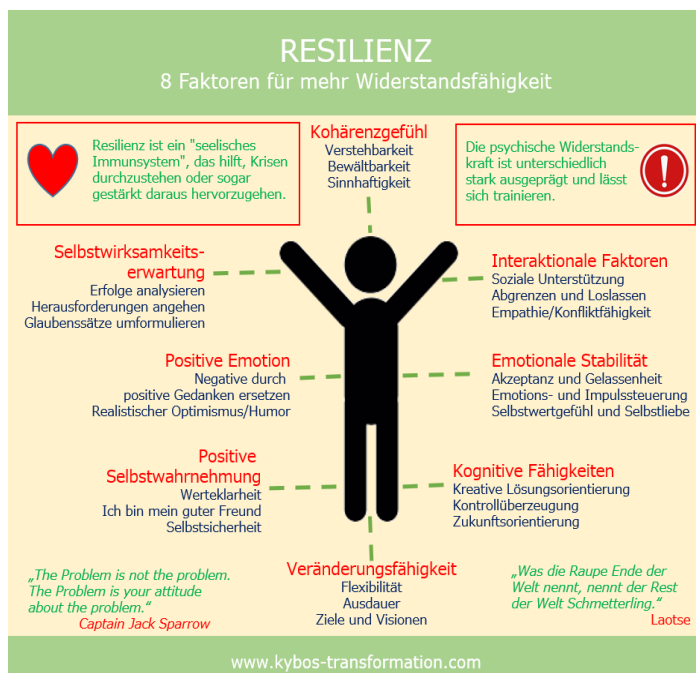 RESILIENZ
8 Faktoren für mehr Widerstandsfähigkeit
Resilienz ist ein "seelisches
Immunsystem", das hilft, Krisen
durchzustehen oder sogar
gestärkt daraus hervorzugehen.
Kohärenzgefühl
Verstehbarkeit
Bewältbarkeit
Sinnhaftigkeit
Die psychische Widerstands-
kraft ist unterschiedlich
stark ausgeprägt und lässt
sich trainieren.
Selbstwirksamkeits-
erwartung
Erfolge analysieren
Herausforderungen angehen
Glaubenssätze umformulieren
Interaktionale Faktoren
Soziale Unterstützung
Abgrenzen und Loslassen
Empathie/Konfliktfähigkeit
Positive Emotion
Negative durch
positive Gedanken ersetzen
Realistischer Optimismus/Humor
Emotionale Stabilität
Akzeptanz und Gelassenheit
Emotions- und Impulssteuerung
Selbstwertgefühl und Selbstliebe
Positive
Selbstwahrnehmung
Werteklarheit
Ich bin mein guter Freund
Selbstsicherheit
Kognitive Fähigkeiten
Kreative Lösungsorientierung
Kontrollüberzeugung
Zukunftsorientierung
Veränderungsfähigkeit
Flexibilität
Ausdauer
Ziele und Visionen
„The Problem is not the problem.
The Problem is your attitude
about the problem.“
Captain Jack Sparrow
„Was die Raupe Ende der
Welt nennt, nennt der Rest
der Welt Schmetterling.“
Laotse
www.kybos-transformation.com